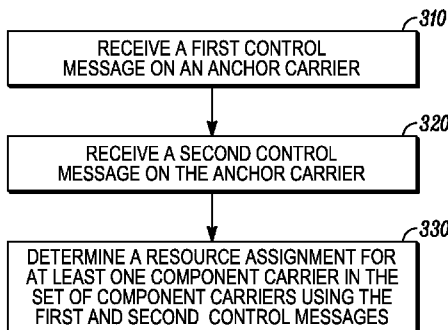 310
RECEIVE A FIRST CONTROL
MESSAGE ON AN ANCHOR CARRIER
320
RECEIVE A SECOND CONTROL
MESSAGE ON THE ANCHOR CARRIER
330
DETERMINE A RESOURCE ASSIGNMENT FOR
AT LEAST ONE COMPONENT CARRIER IN THE
SET OF COMPONENT CARRIERS USING THE
FIRST AND SECOND CONTROL MESSAGES